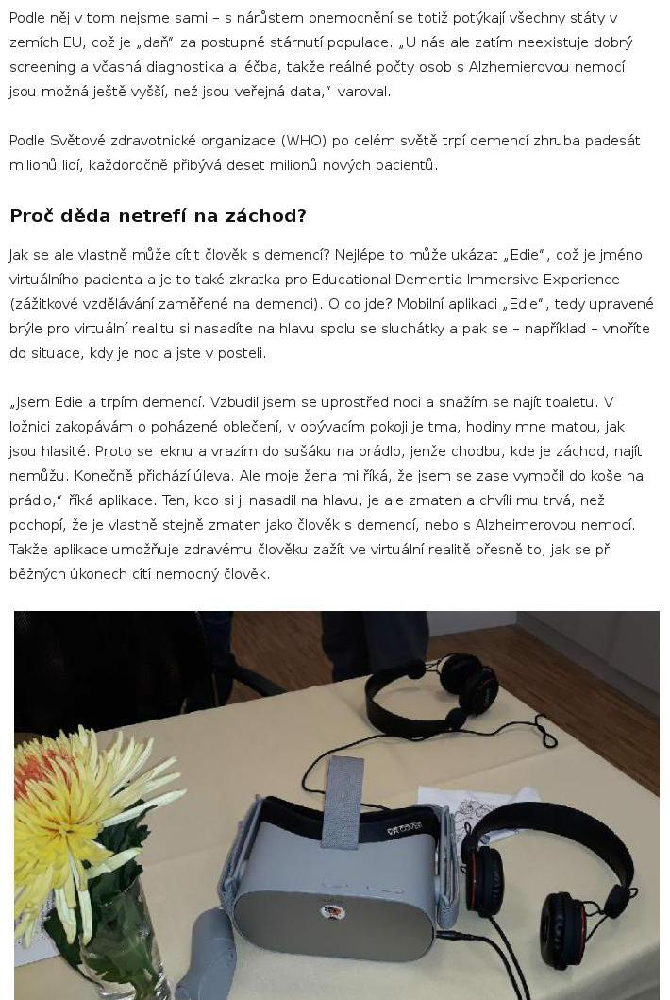 Podle něj v tom nejsme sami – s nárůstem onemocnění se totiž potýkají všechny státy v
zemích EU, což je „daň“ za postupné stárnutí populace. „U nás ale zatím neexistuje dobrý
screening a včasná diagnostika a léčba, takže reálné počty osob s Alzhemierovou nemocí
jsou možná ještě vyšší, než jsou veřejná data,“ varoval.
Podle Světové zdravotnické organizace (WHO) po celém světě trpí demencí zhruba padesát
milionů lidí, každoročně přibývá deset milionů nových pacientů.
Proč děda netrefí na záchod?
Jak se ale vlastně může cítit člověk s demencí? Nejlépe to může ukázat „Edie“, což je jméno
virtuálního pacienta a je to také zkratka pro Educational Dementia Immersive Experience
(zážitkové vzdělávání zaměřené na demenci). O co jde? Mobilní aplikaci „Edie“, tedy upravené
brýle pro virtuální realitu si nasadíte na hlavu spolu se sluchátky a pak se – například – vnoříte
do situace, kdy je noc a jste v posteli.
„Jsem Edie a trpím demencí. Vzbudil jsem se uprostřed noci a snažím se najít toaletu. V
ložnici zakopávám o poházené oblečení, v obývacím pokoji je tma, hodiny mne matou, jak
jsou hlasité. Proto se leknu a vrazím do sušáku na prádlo, jenže chodbu, kde je záchod, najít
nemůžu. Konečně přichází úleva. Ale moje žena mi říká, že jsem se zase vymočil do koše na
prádlo,“ říká aplikace. Ten, kdo si ji nasadil na hlavu, je ale zmaten a chvíli mu trvá, než
pochopí, že je vlastně stejně zmaten jako člověk s demencí, nebo s Alzheimerovou nemocí.
Takže aplikace umožňuje zdravému člověku zažít ve virtuální realitě přesně to, jak se při
běžných úkonech cítí nemocný člověk.
VR COVER